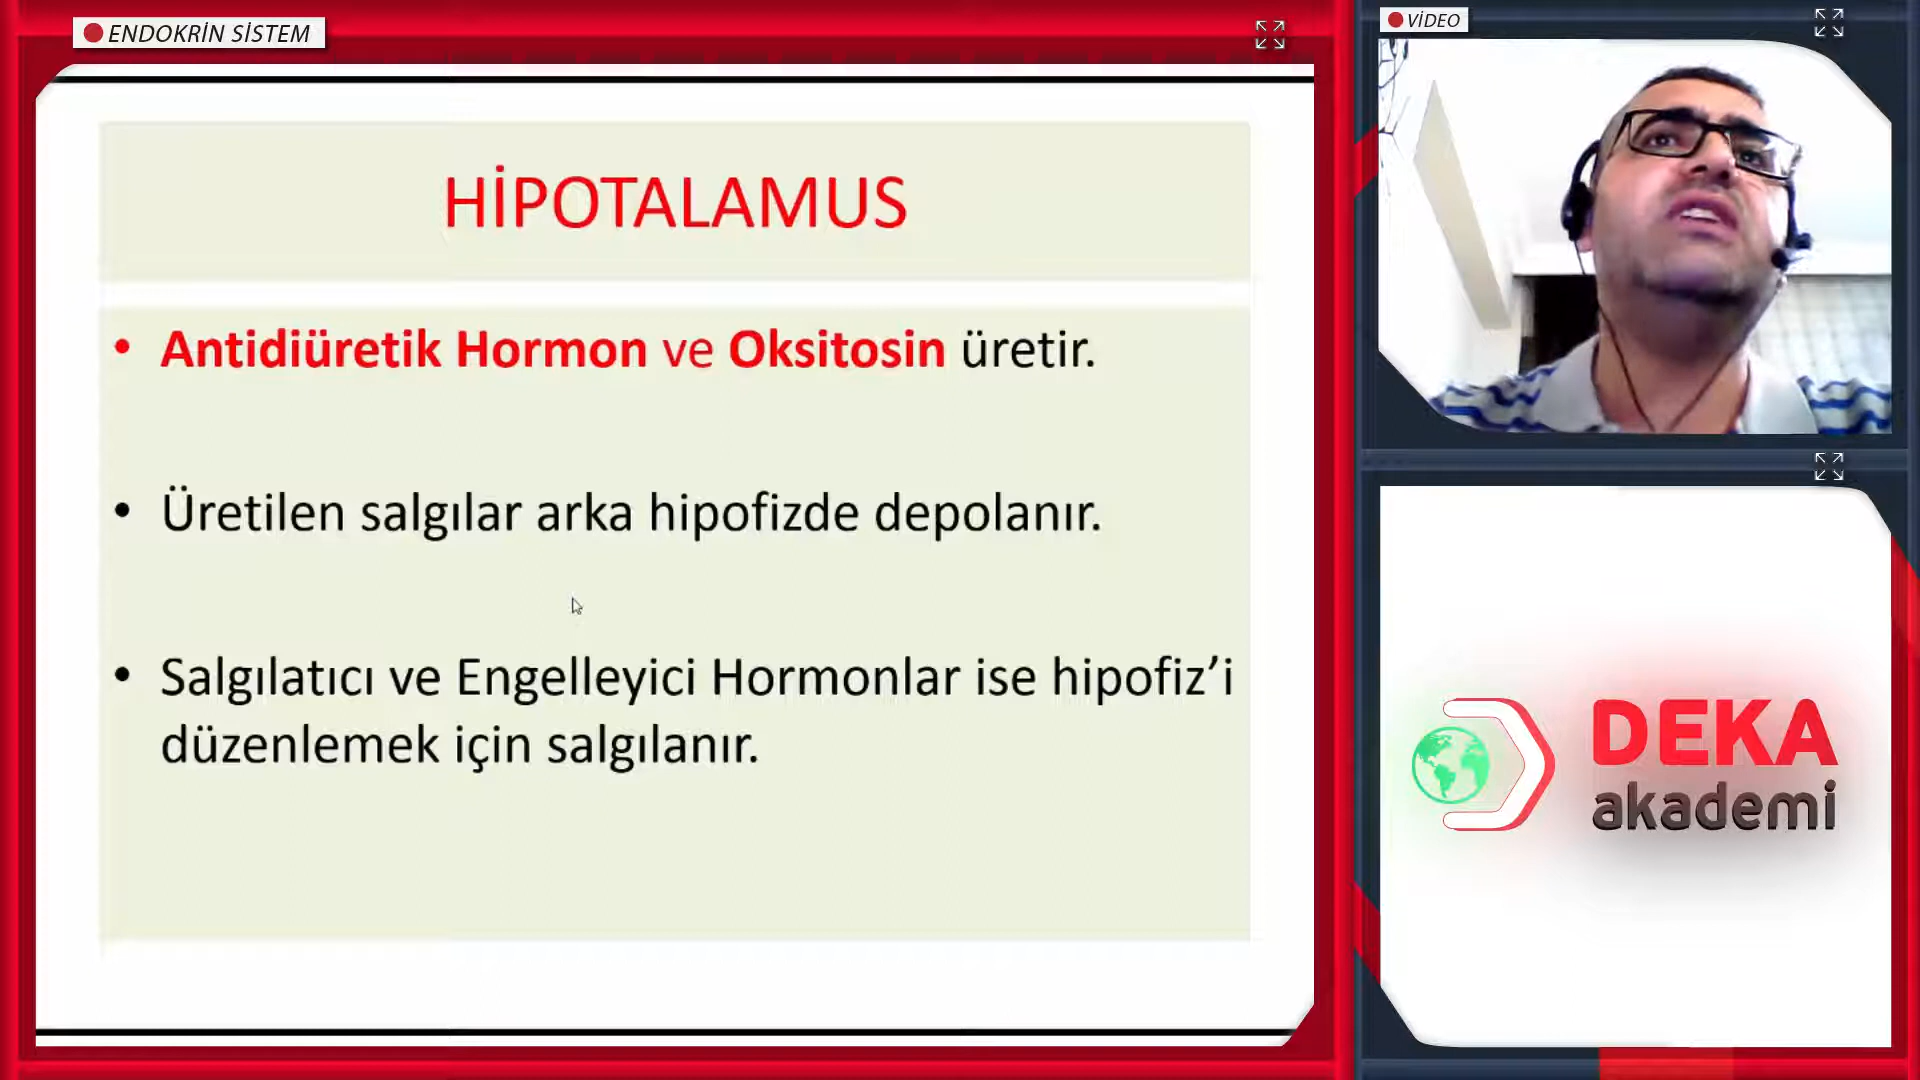 ENDOKRİN SİSTEM
VİDEO
HİPOTALAMUS
• Antidiüretik Hormon ve Oksitosin üretir.
• Üretilen salgılar arka hipofizde depolanır.
• Salgılatıcı ve Engelleyici Hormonlar ise hipofiz’i
düzenlemek için salgılanır.
DEKA
akademi